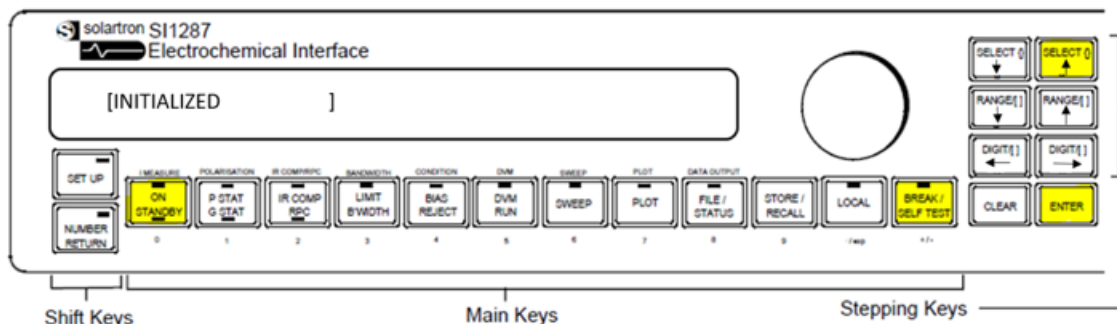 solartron SI1287
Electrochemical Interface
[INITIALIZED ]
SELECT {} SELECT {}
RANGE/[ ] RANGE/[ ]
DIGIT/[ ] DIGIT/[ ]
CLEAR ENTER
SET UP
NUMBER
RETURN
I MEASURE POLARISATION IR COMP/RPC BANDWIDTH CONDITION DVM SWEEP PLOT DATA OUTPUT
ON P STAT IR COMP LIMIT BIAS DVM SWEEP PLOT FILE / STORE / LOCAL BREAK /
STANDBY G STAT RPC B'WIDTH REJECT RUN STATUS RECALL SELF TEST
0 1 2 3 4 5 6 7 8 9 ·/exp +/-
Shift Keys Main Keys Stepping Keys